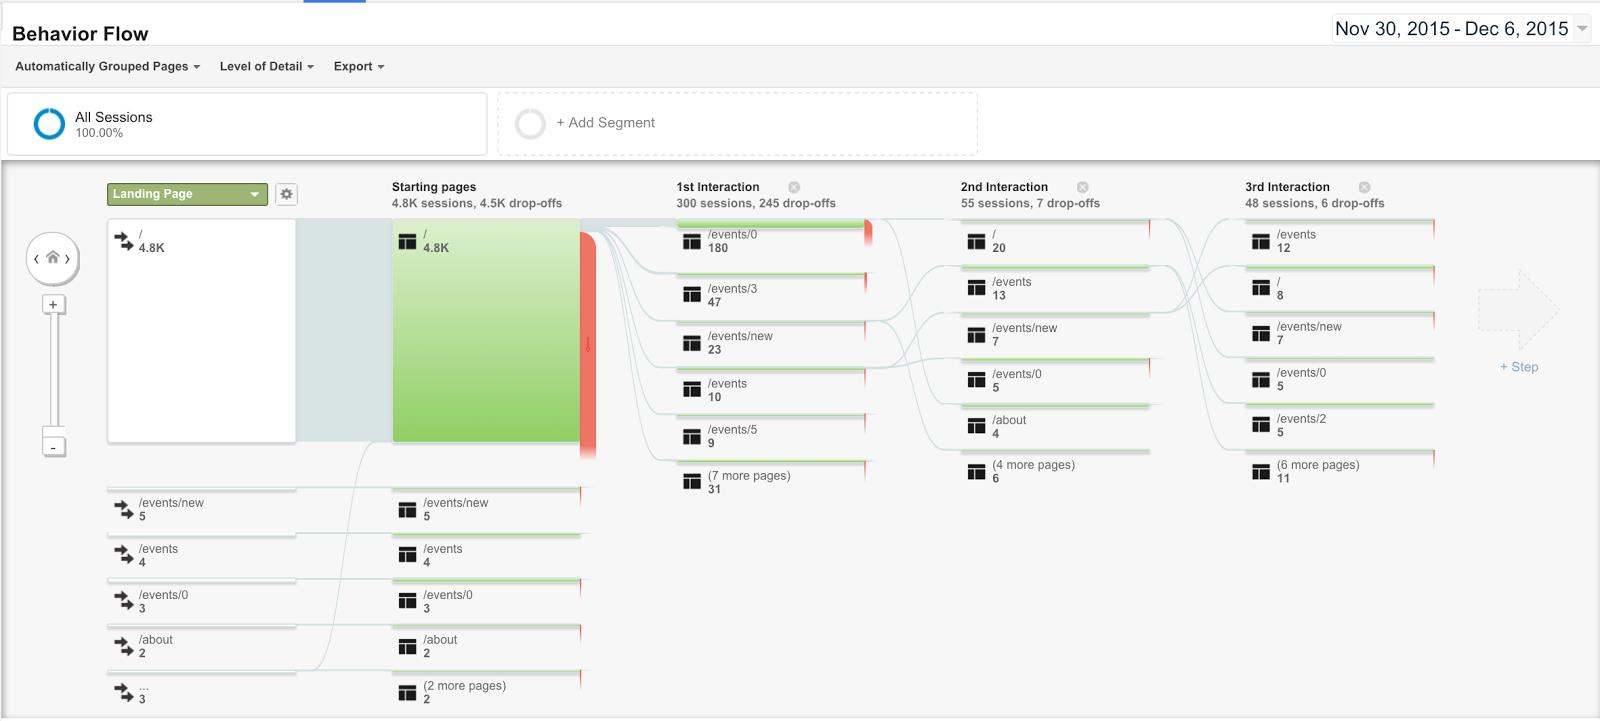 Behavior Flow
Nov 30, 2015 - Dec 6, 2015
Automatically Grouped Pages
Level of Detail
Export
All Sessions
100.00%
+ Add Segment
Landing Page
/
4.8K
/events/new
5
/events
4
/events/0
3
/about
2
...
3
Starting pages
4.8K sessions, 4.5K drop-offs
/
4.8K
/events/new
5
/events
4
/events/0
3
/about
2
(2 more pages)
2
1st Interaction
300 sessions, 245 drop-offs
/events/0
180
/events/3
47
/events/new
23
/events
10
/events/5
9
(7 more pages)
31
2nd Interaction
55 sessions, 7 drop-offs
/
20
/events
13
/events/new
7
/events/0
5
/about
4
(4 more pages)
6
3rd Interaction
48 sessions, 6 drop-offs
/events
12
/
8
/events/new
7
/events/0
5
/events/2
5
(6 more pages)
11
+ Step
+
-